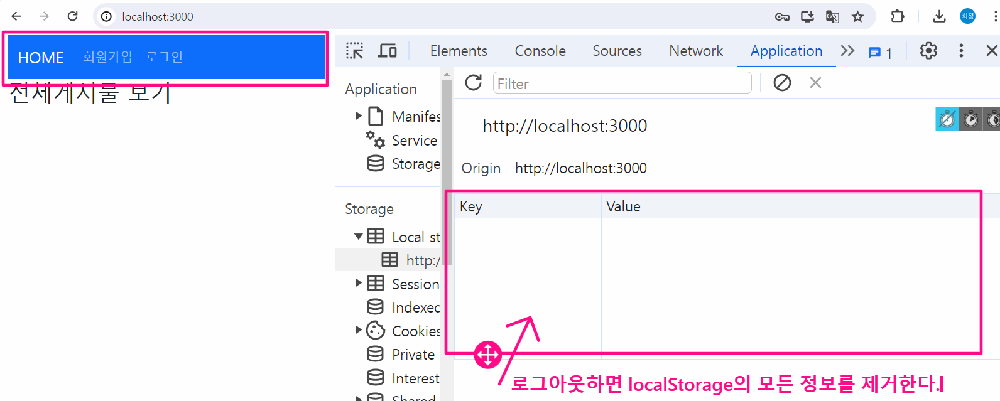 localhost:3000
희정
HOME 회원가입 로그인
전체게시물 보기
Elements Console Sources Network Application 1
Application
Manifes
Service
Storage
Storage
Local st
http:/
Session
Indexed
Cookies
Private
Interest
Shared
Filter
http://localhost:3000
Origin http://localhost:3000
Key Value
로그아웃하면 localStorage의 모든 정보를 제거한다.